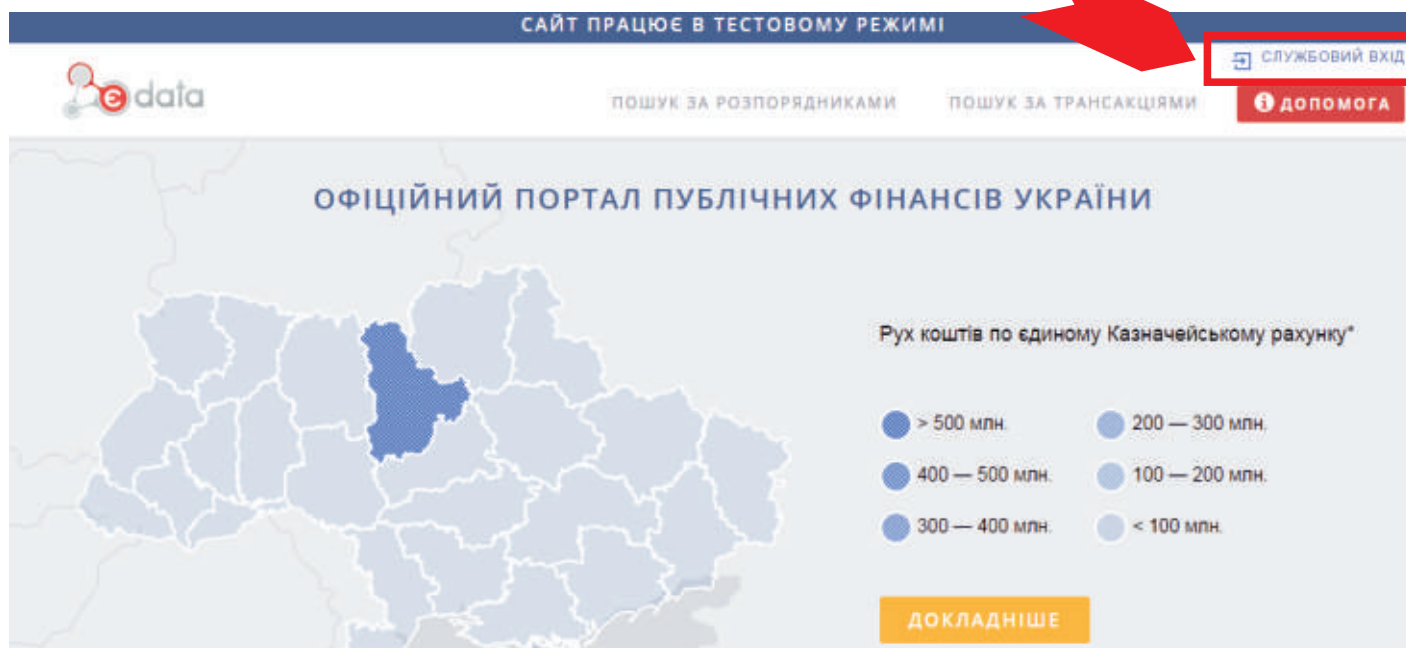 САЙТ ПРАЦЮЄ В ТЕСТОВОМУ РЕЖИМІ
СЛУЖБОВИЙ ВХІД
єdata
ПОШУК ЗА РОЗПОРЯДНИКАМИ ПОШУК ЗА ТРАНСАКЦІЯМИ ДОПОМОГА
ОФІЦІЙНИЙ ПОРТАЛ ПУБЛІЧНИХ ФІНАНСІВ УКРАЇНИ
Рух коштів по єдиному Казначейському рахунку*
> 500 млн. 200 — 300 млн.
400 — 500 млн. 100 — 200 млн.
300 — 400 млн. < 100 млн.
ДОКЛАДНІШЕ